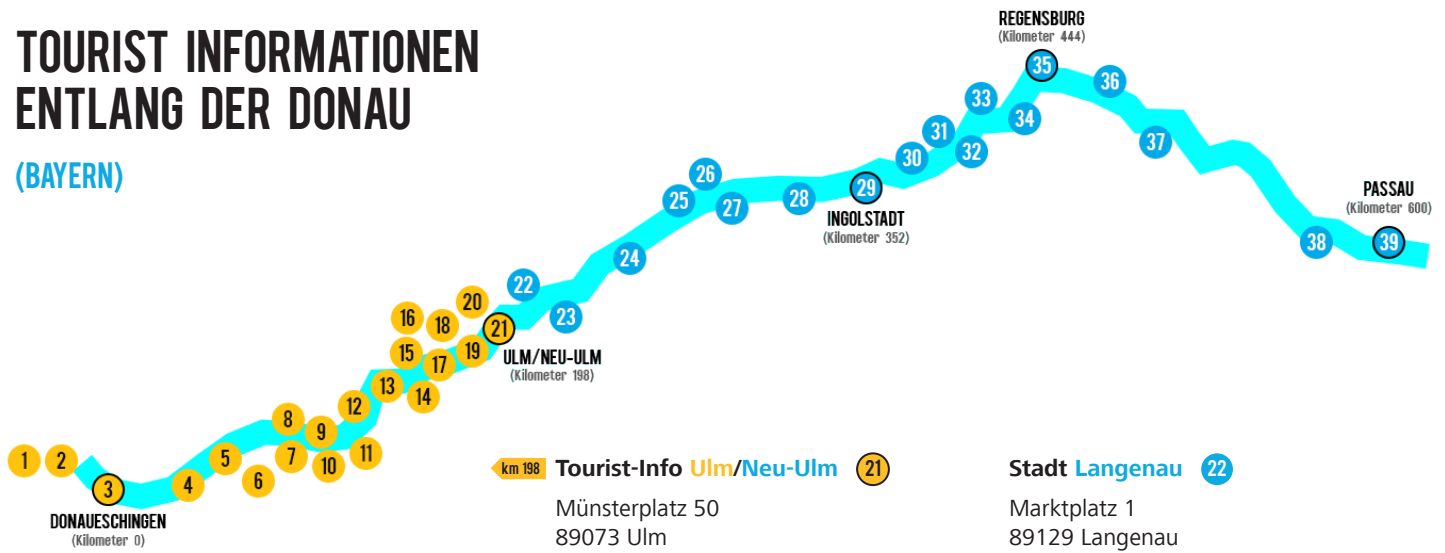 TOURIST INFORMATIONEN
ENTLANG DER DONAU
(BAYERN)
REGENSBURG
(Kilometer 444)
35
36
33
34
37
31
30
32
26
25
27
28
29
INGOLSTADT
(Kilometer 352)
PASSAU
(Kilometer 600)
38
39
24
22
23
20
16
18
21
ULM/NEU-ULM
(Kilometer 198)
15
17
19
13
14
12
8
9
11
5
7
10
6
1
2
3
4
DONAUESCHINGEN
(Kilometer 0)
km 198 Tourist-Info Ulm/Neu-Ulm 21
Münsterplatz 50
89073 Ulm
Stadt Langenau 22
Marktplatz 1
89129 Langenau